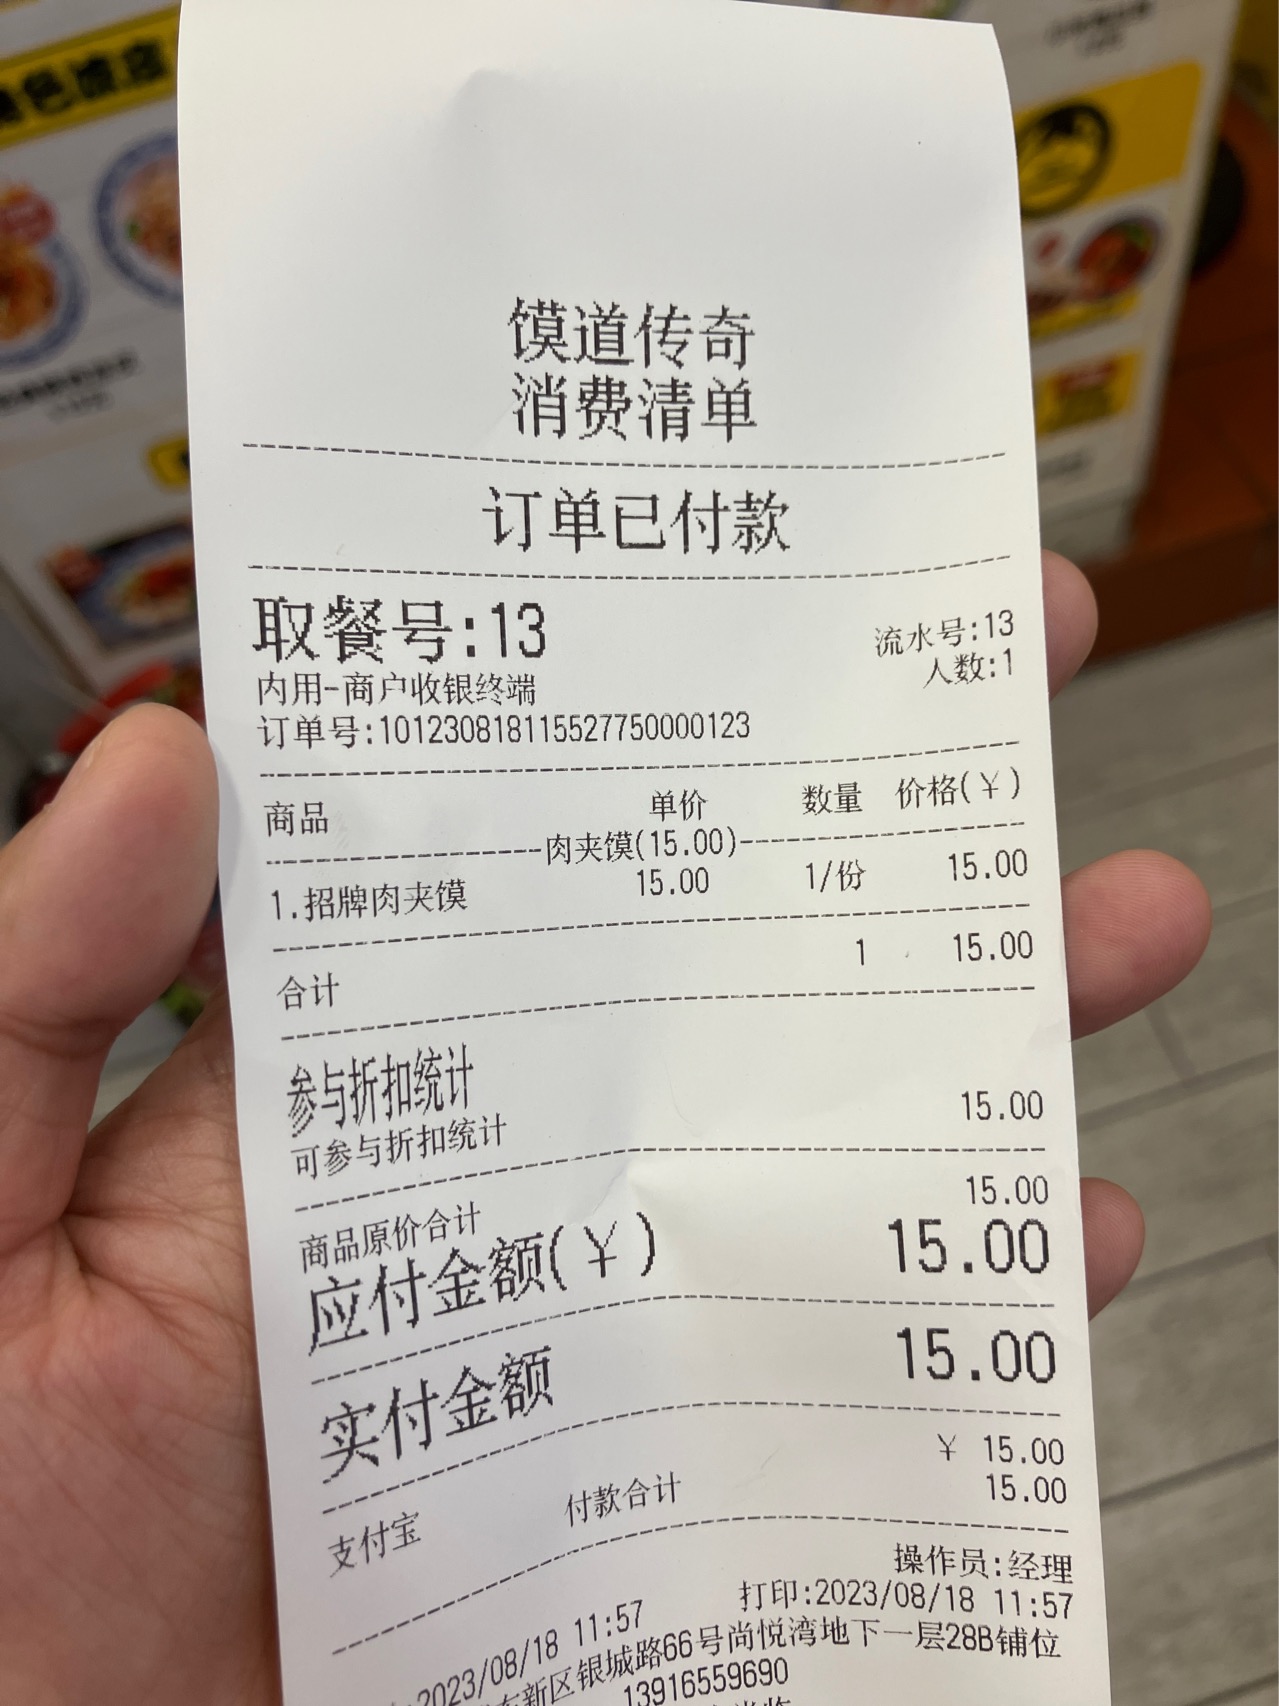 馍道传奇
消费清单
订单已付款
取餐号:13
流水号:13
人数:1
内用-商户收银终端
订单号:101230818115527750000123
商品 单价 数量 价格(¥)
肉夹馍(15.00)
1.招牌肉夹馍 15.00 1/份 15.00
合计 1 15.00
参与折扣统计
可参与折扣统计 15.00
商品原价合计 15.00
应付金额(¥) 15.00
实付金额 15.00
支付宝 ¥ 15.00
付款合计 15.00
操作员:经理
2023/08/18 11:57 打印:2023/08/18 11:57
新区银城路66号尚悦湾地下一层28B铺位
13916559690